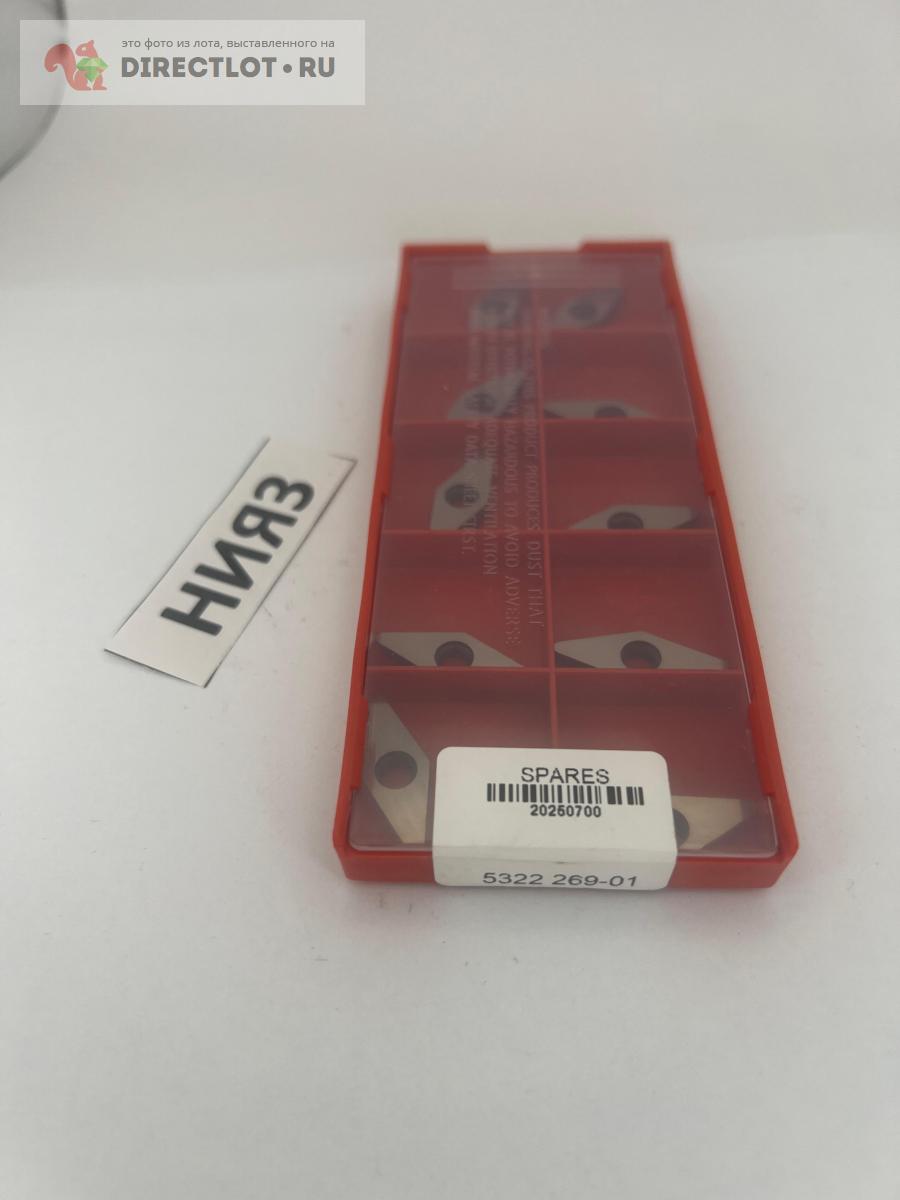 это фото из лота, выставленного на
DIRECTLOT•RU
НИЯЗ
PRODUCT PRODUCES DUST THAT
HAZARDOUS TO AVOID ADVERSE
VENTILATION
SPARES
20250700
5322 269-01